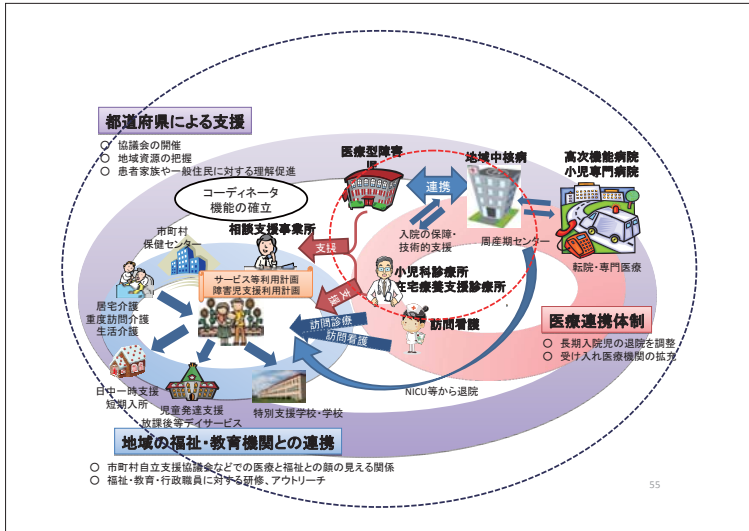 都道府県による支援
○ 協議会の開催
○ 地域資源の把握
○ 患者家族や一般住民に対する理解促進
コーディネータ
機能の確立
医療型障害
児
地域中核病
高次機能病院
小児専門病院
連携
市町村
保健センター
相談支援事業所
支援
入院の保障・
技術的支援
周産期センター
転院・専門医療
サービス等利用計画
障害児支援利用計画
小児科診療所
在宅療養支援診療所
支援
居宅介護
重度訪問介護
生活介護
訪問診療
訪問看護
訪問看護
医療連携体制
○ 長期入院児の退院を調整
○ 受け入れ医療機関の拡充
日中一時支援
短期入所
児童発達支援
放課後等デイサービス
特別支援学校・学校
NICU等から退院
地域の福祉・教育機関との連携
○ 市町村自立支援協議会などでの医療と福祉との顔の見える関係
○ 福祉・教育・行政職員に対する研修、アウトリーチ
55